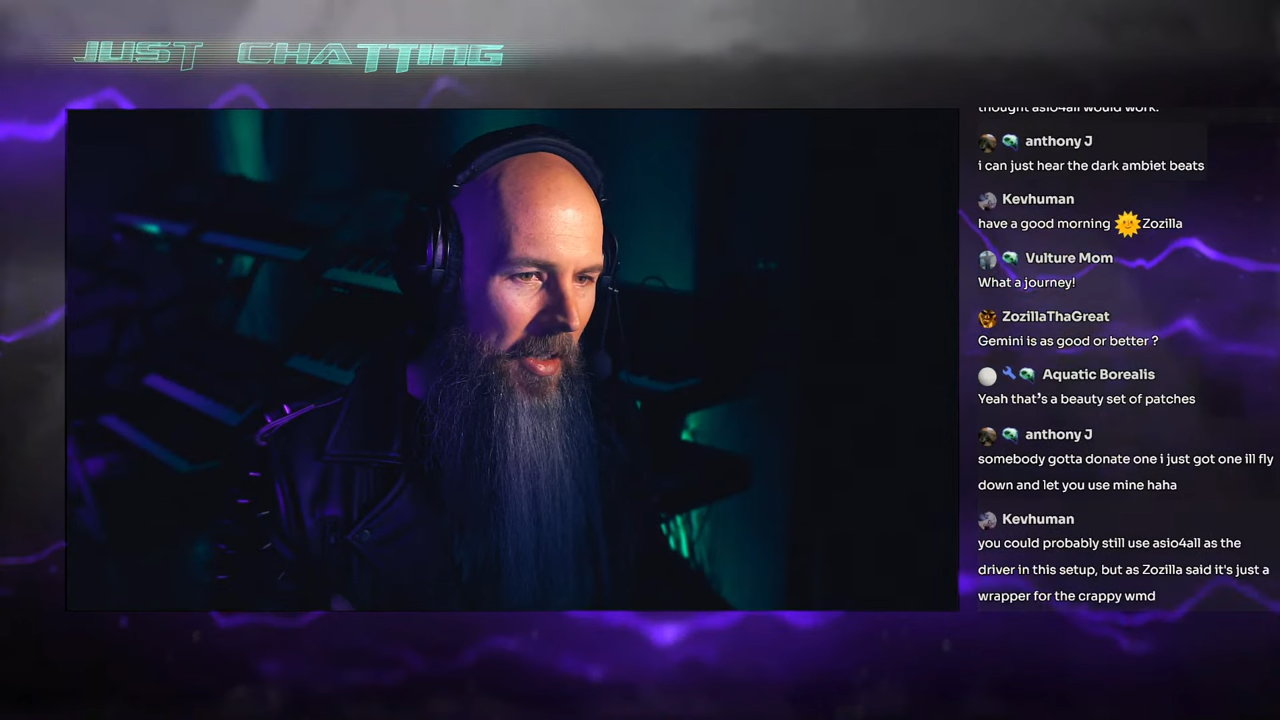 JUST CHATTING
thought asio4all would work.
anthony J
i can just hear the dark ambiet beats
Kevhuman
have a good morning Zozilla
Vulture Mom
What a journey!
ZozillaThaGreat
Gemini is as good or better ?
Aquatic Borealis
Yeah that's a beauty set of patches
anthony J
somebody gotta donate one i just got one ill fly
down and let you use mine haha
Kevhuman
you could probably still use asio4all as the
driver in this setup, but as Zozilla said it's just a
wrapper for the crappy wmd